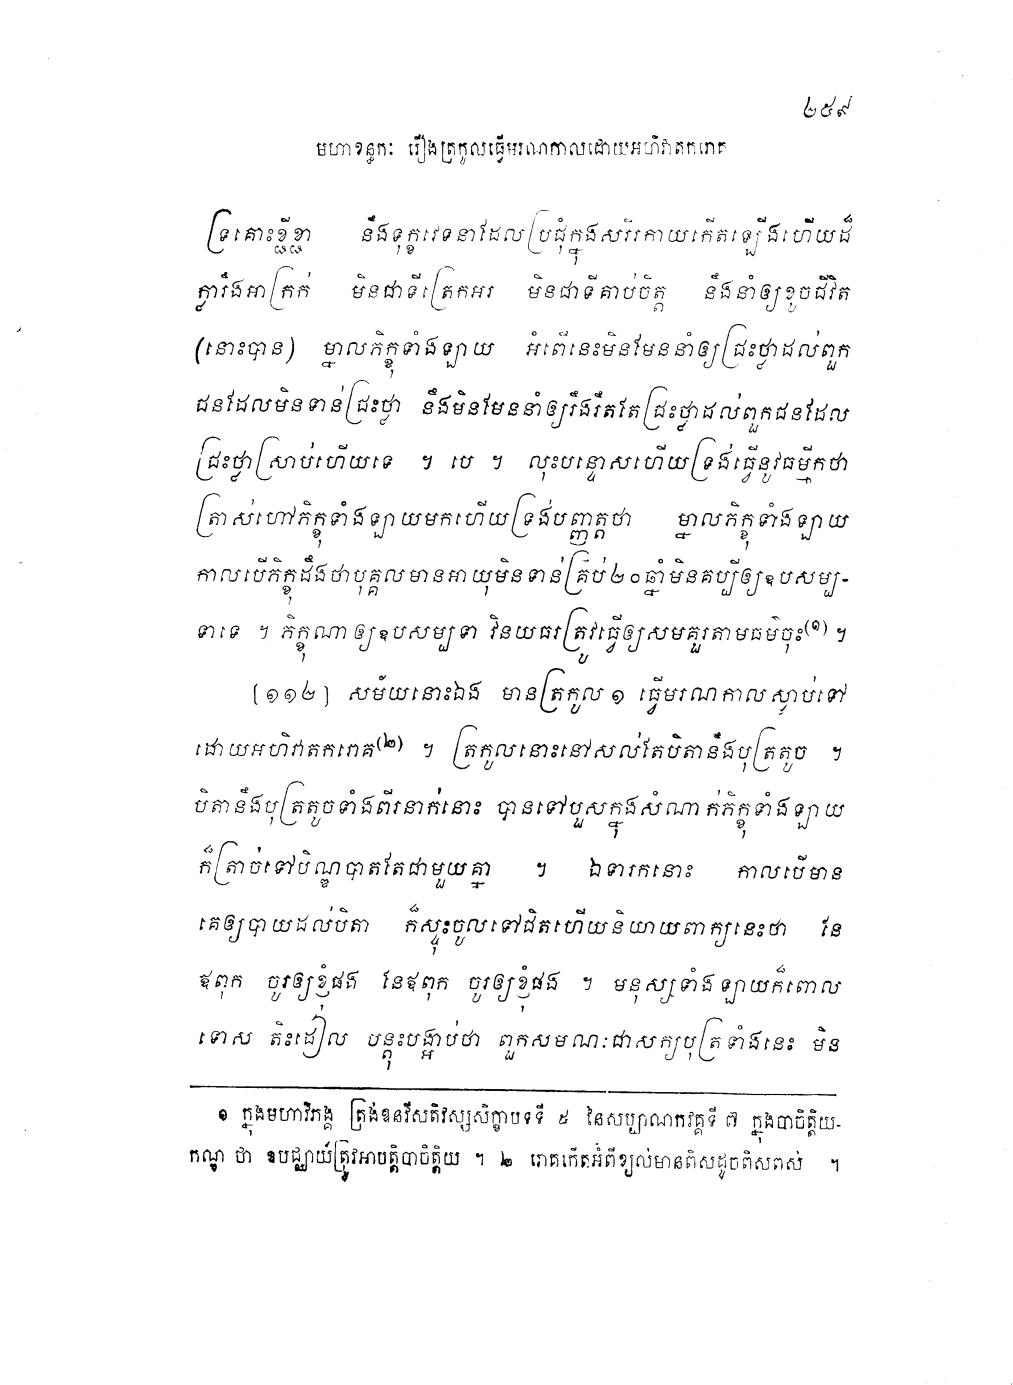 ២៥៩
មហាខន្ធកៈ រឿងត្រកូលធ្វើមរណកាលដោយអហិវាតករោគ
ទ្រគោះខ្ជីខ្ជា នឹងទុក្ខវេទនាដែលប្រជុំក្នុងសរីរកាយកើតឡើងហើយដ៏
ក្លារឹងអាក្រក់ មិនជាទីត្រេកអរ មិនជាទីគាប់ចិត្ត នឹងនាំឲ្យខូចជីវិត
(នោះបាន) ម្នាលភិក្ខុទាំងឡាយ អំពើនេះមិនមែននាំឲ្យជ្រះថ្លាដល់ពួក
ជនដែលមិនទាន់ជ្រះថ្លា នឹងមិនមែននាំឲ្យរឹងរឹតតែជ្រះថ្លាដល់ពួកជនដែល
ជ្រះថ្លាស្រាប់ហើយទេ ។ បេ ។ លុះបន្ទោសហើយទ្រង់ធ្វើនូវធម្មីកថា
ត្រាស់ហៅភិក្ខុទាំងឡាយមកហើយទ្រង់បញ្ញត្តថា ម្នាលភិក្ខុទាំងឡាយ
កាលបើភិក្ខុដឹងថាបុគ្គលមានអាយុមិនទាន់គ្រប់២០ឆ្នាំមិនគប្បីឲ្យឧបសម្ប-
ទាទេ ។ ភិក្ខុណាឲ្យឧបសម្បទា វិនយធរត្រូវធ្វើឲ្យសមគួរតាមធម៌ចុះ(១) ។
[១១២] សម័យនោះឯង មានត្រកូល ១ ធ្វើមរណកាលស្លាប់ទៅ
ដោយអហិវាតករោគ(២) ។ ត្រកូលនោះនៅសល់តែបិតានឹងបុត្រតូច ។
បិតានឹងបុត្រតូចទាំងពីរនាក់នោះ បានទៅបួសក្នុងសំណាក់ភិក្ខុទាំងឡាយ
ក៏ត្រាច់ទៅបិណ្ឌបាតតែជាមួយគ្នា ។ ឯទារកនោះ កាលបើមាន
គេឲ្យបាយដល់បិតា ក៏ស្ទុះចូលទៅជិតហើយនិយាយពាក្យនេះថា នែ
ឪពុក ចូរឲ្យខ្ញុំផង នែឪពុក ចូរឲ្យខ្ញុំផង ។ មនុស្សទាំងឡាយក៏ពោល
ទោស តិះដៀល បន្តុះបង្អាប់ថា ពួកសមណៈជាសក្យបុត្រទាំងនេះ មិន
១ ក្នុងមហាវិភង្គ ត្រង់ឧនវីសតិវស្សសិក្ខាបទទី ៥ នៃសប្បាណកវគ្គទី ៧ ក្នុងបាចិត្តិយ-
កណ្ឌ ថា ឧបជ្ឈាយ៍ត្រូវអាបត្តិបាចិត្តិយ ។ ២ រោគកើតអំពីខ្យល់មានពិសដូចពិសពស់ ។